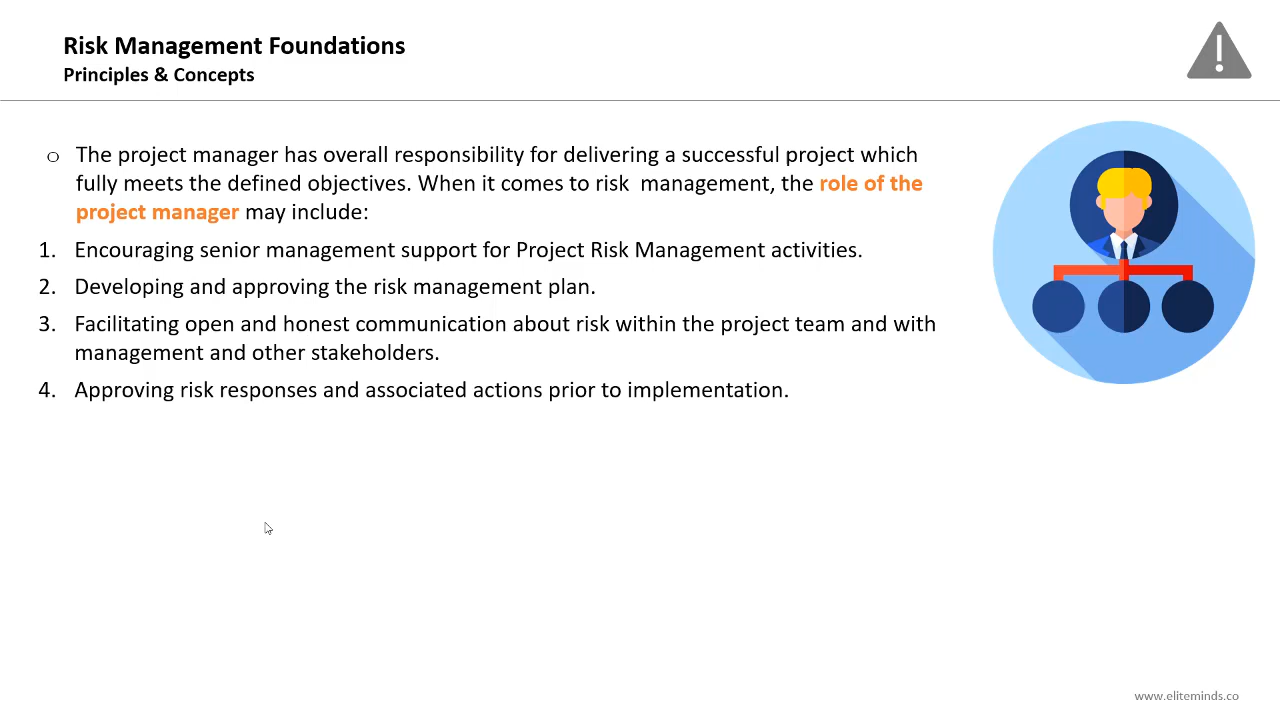 Risk Management Foundations
Principles & Concepts
o The project manager has overall responsibility for delivering a successful project which
fully meets the defined objectives. When it comes to risk  management, the role of the
project manager may include:
1. Encouraging senior management support for Project Risk Management activities.
2. Developing and approving the risk management plan.
3. Facilitating open and honest communication about risk within the project team and with
management and other stakeholders.
4. Approving risk responses and associated actions prior to implementation.
www.eliteminds.co